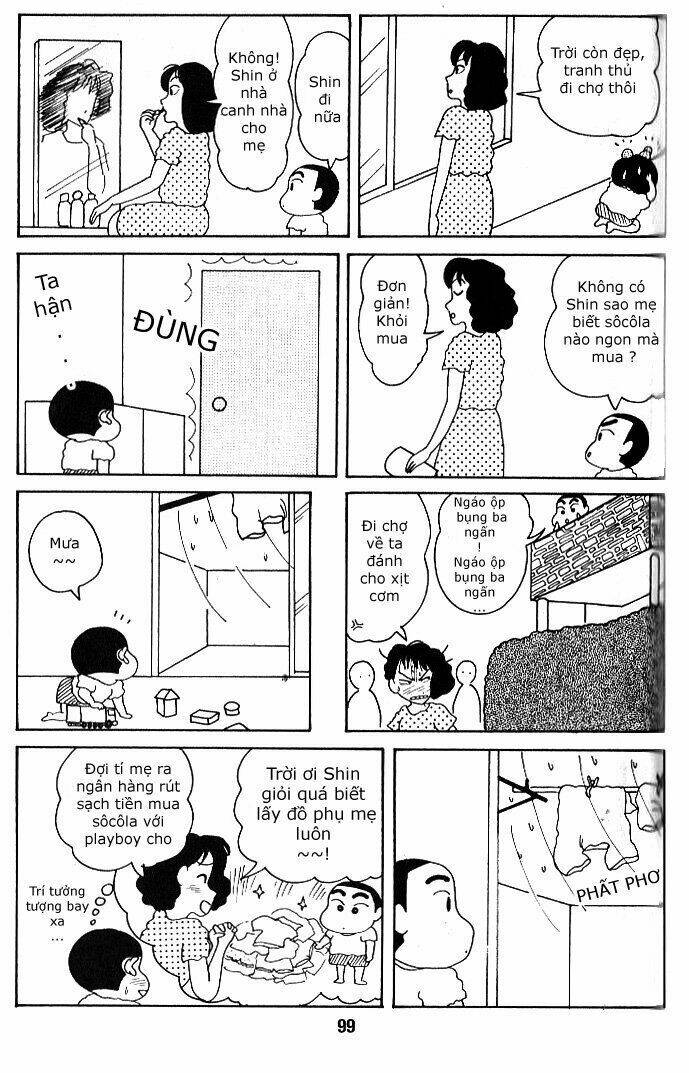 Trời còn đẹp,
tranh thủ
đi chợ thôi
Shin
đi
nữa
Không!
Shin ở
nhà
canh nhà
cho
mẹ
Không có
Shin sao mẹ
biết sôcôla
nào ngon mà
mua ?
Đơn
giản!
Khỏi
mua
ĐÙNG
Ta
hận
.
.
.
Ngáo ộp
bụng ba
ngấn
!
Ngáo ộp
bụng ba
ngấn
...
Đi chợ
về ta
đánh
cho xịt
cơm
Mưa
~~
PHẤT PHƠ
Trời ơi Shin
giỏi quá biết
lấy đồ phụ mẹ
luôn
~~!
Đợi tí mẹ ra
ngân hàng rút
sạch tiền mua
sôcôla với
playboy cho
Trí tưởng
tượng bay
xa
...
99